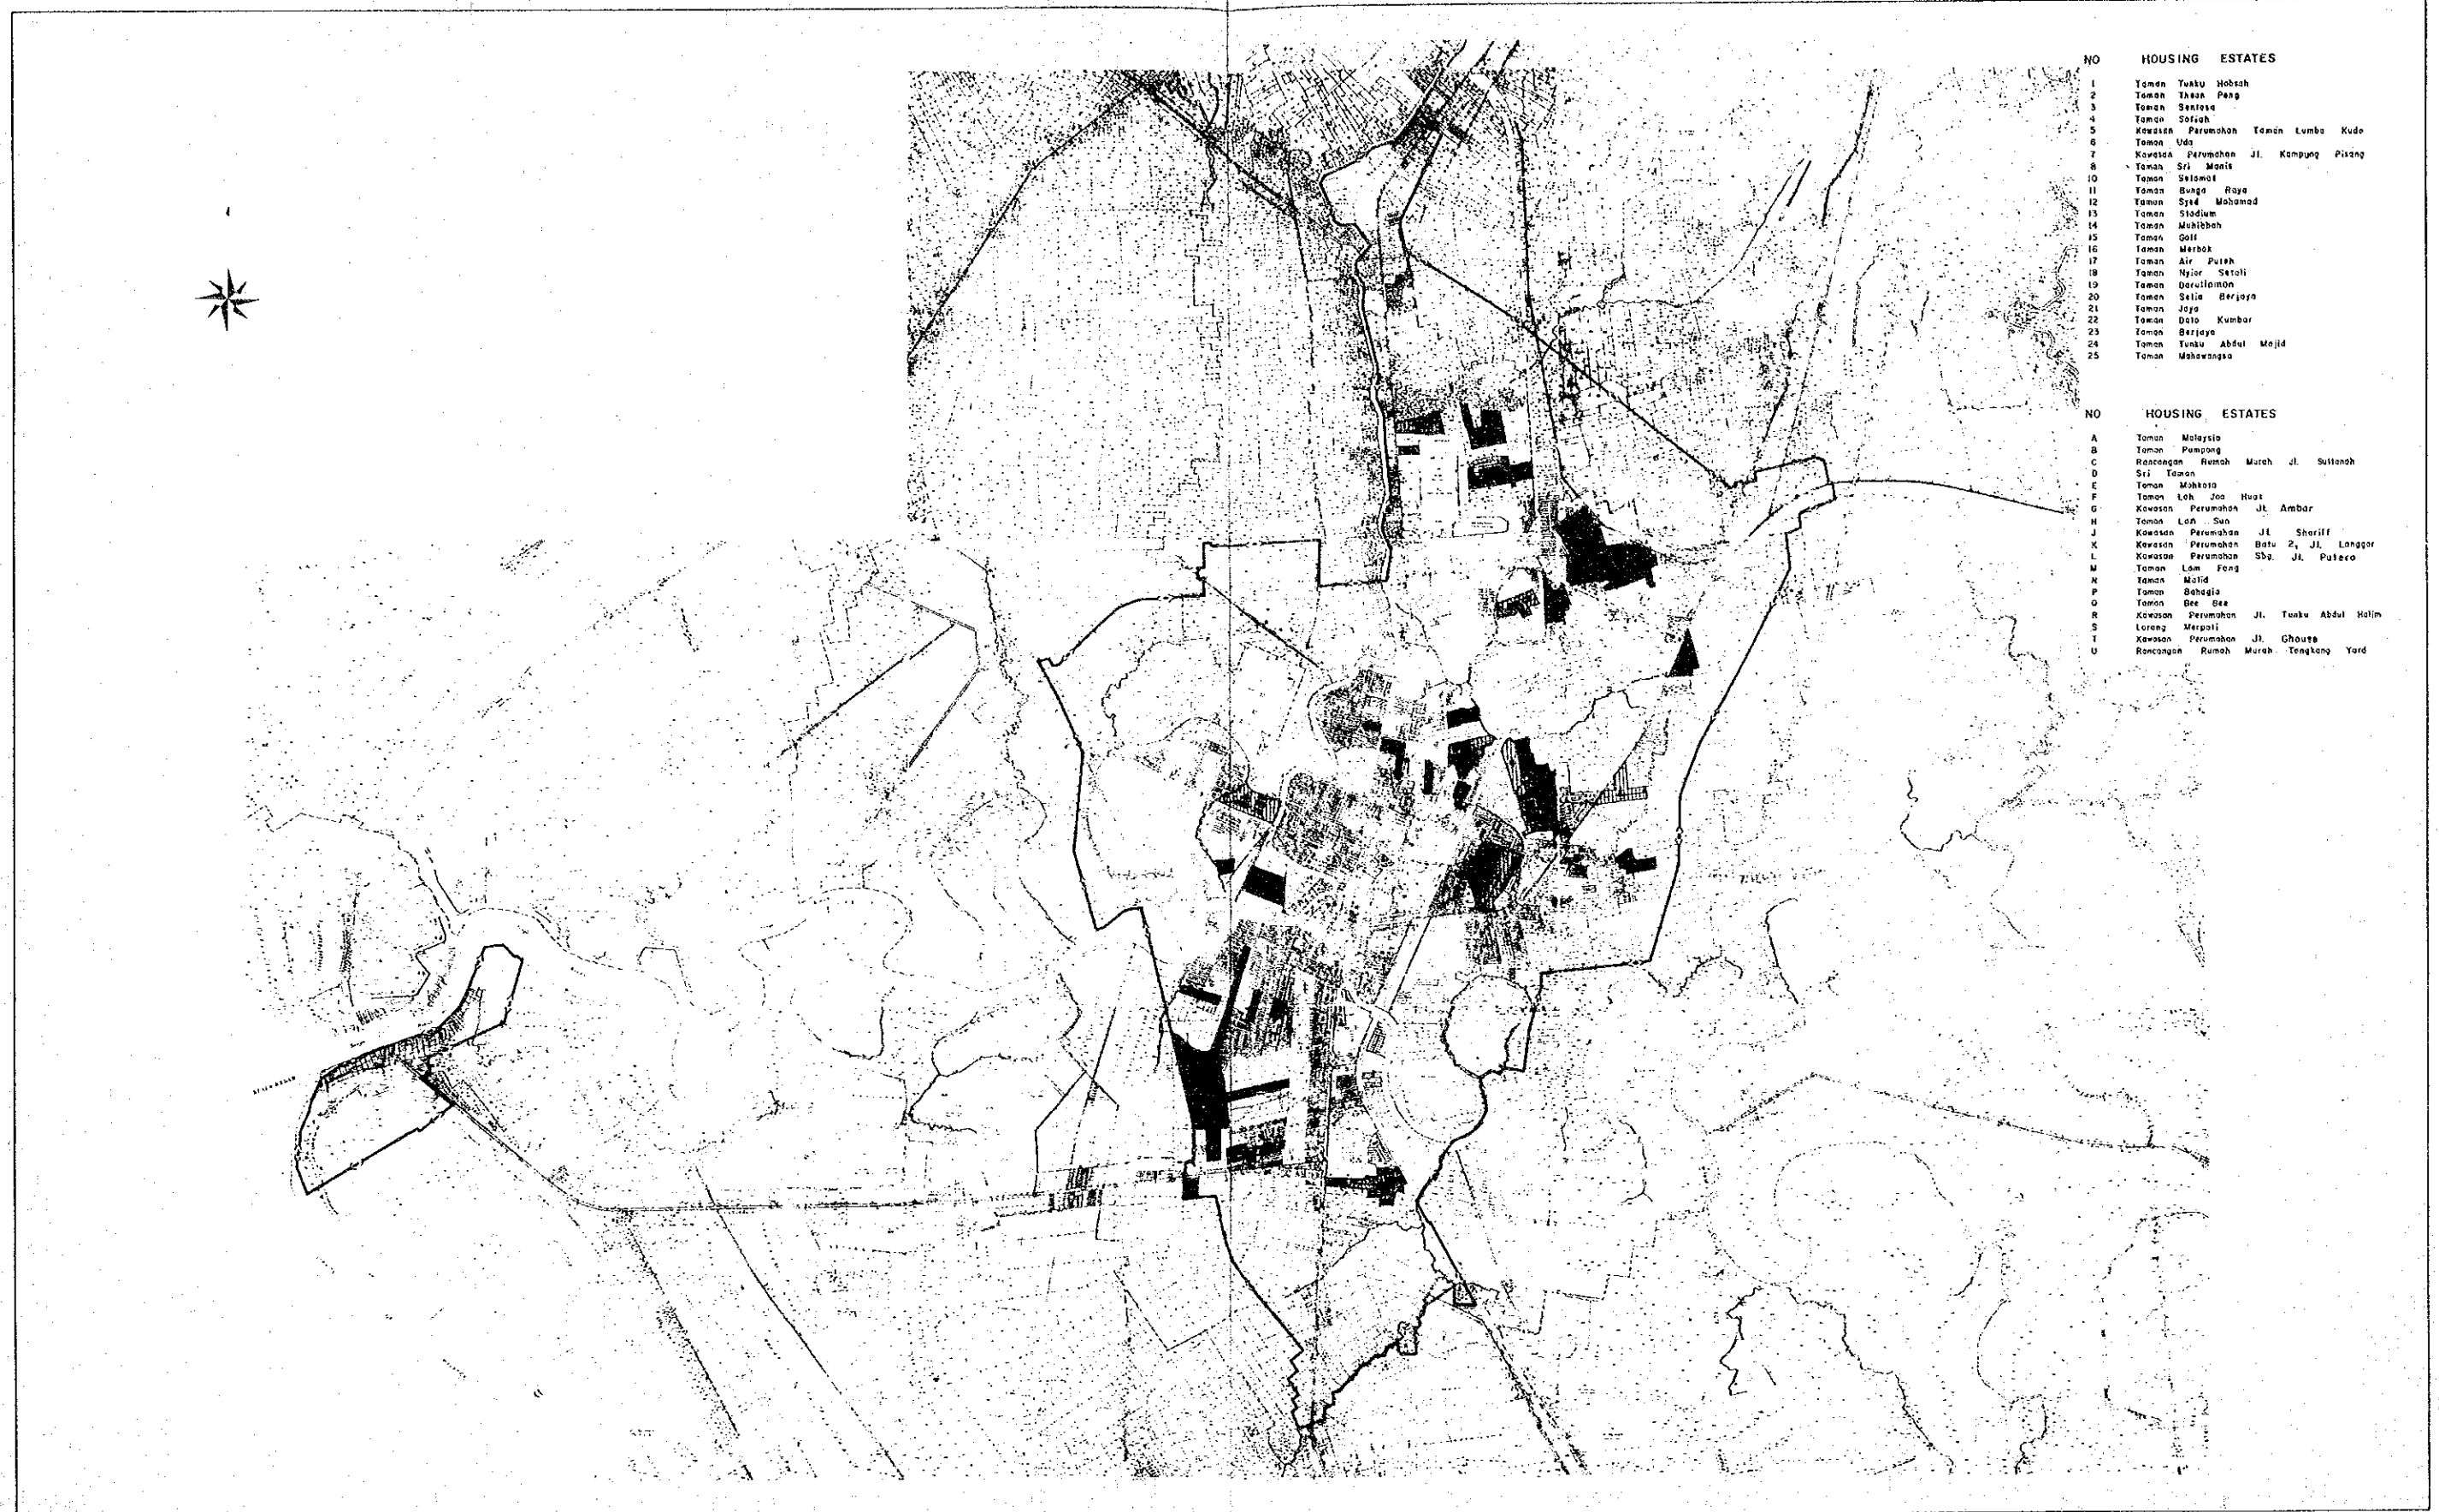 NO HOUSING ESTATES
1 Taman Tunku Hobsah
2 Taman Thean Peng
3 Taman Sentosa
4 Taman Sofiah
5 Kawasan Perumahan Taman Lumba Kuda
6 Taman Uda
7 Kawasan Perumahan Jl. Kampung Pisang
8 Taman Sri Manis
10 Taman Selamat
11 Taman Bunga Raya
12 Taman Syed Mohamad
13 Taman Stadium
14 Taman Muhibbah
15 Taman Golf
16 Taman Merbok
17 Taman Air Puteh
18 Taman Nyior Setali
19 Taman Darullaman
20 Taman Setia Berjaya
21 Taman Jaya
22 Taman Dato Kumbar
23 Taman Berjaya
24 Taman Tunku Abdul Majid
25 Taman Mahawangsa
NO HOUSING ESTATES
A Taman Malaysia
B Taman Pumpong
C Rancangan Rumah Murah Jl. Sultanah
D Sri Taman
E Taman Mahkota
F Taman Loh Joo Huat
G Kawasan Perumahan Jl. Ambar
H Taman Lan Sun
J Kawasan Perumahan Jl. Shariff
K Kawasan Perumahan Batu 2, Jl. Langgar
L Kawasan Perumahan Sbg. Jl. Putera
M Taman Lam Fong
N Taman Malid
P Taman Bahagia
Q Taman Bee Bee
R Kawasan Perumahan Jl. Tunku Abdul Halim
S Lorong Merpati
T Kawasan Perumahan Jl. Ghouse
U Rancangan Rumah Murah Tongkang Yard